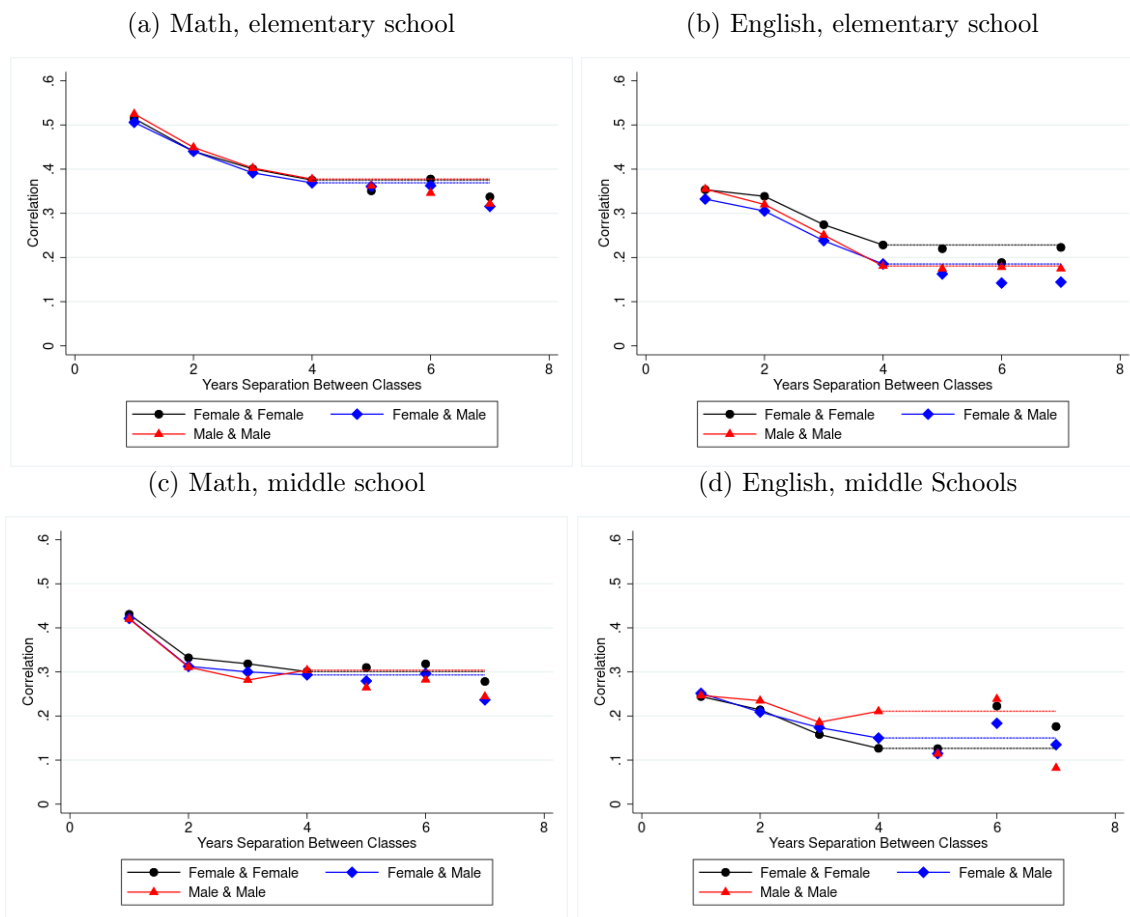 (a) Math, elementary school
(b) English, elementary school
Correlation
0 .1 .2 .3 .4 .5 .6
0 2 4 6 8
Years Separation Between Classes
Female & Female Female & Male
Male & Male
Correlation
0 .1 .2 .3 .4 .5 .6
0 2 4 6 8
Years Separation Between Classes
Female & Female Female & Male
Male & Male
(c) Math, middle school
(d) English, middle Schools
Correlation
0 .1 .2 .3 .4 .5 .6
0 2 4 6 8
Years Separation Between Classes
Female & Female Female & Male
Male & Male
Correlation
0 .1 .2 .3 .4 .5 .6
0 2 4 6 8
Years Separation Between Classes
Female & Female Female & Male
Male & Male